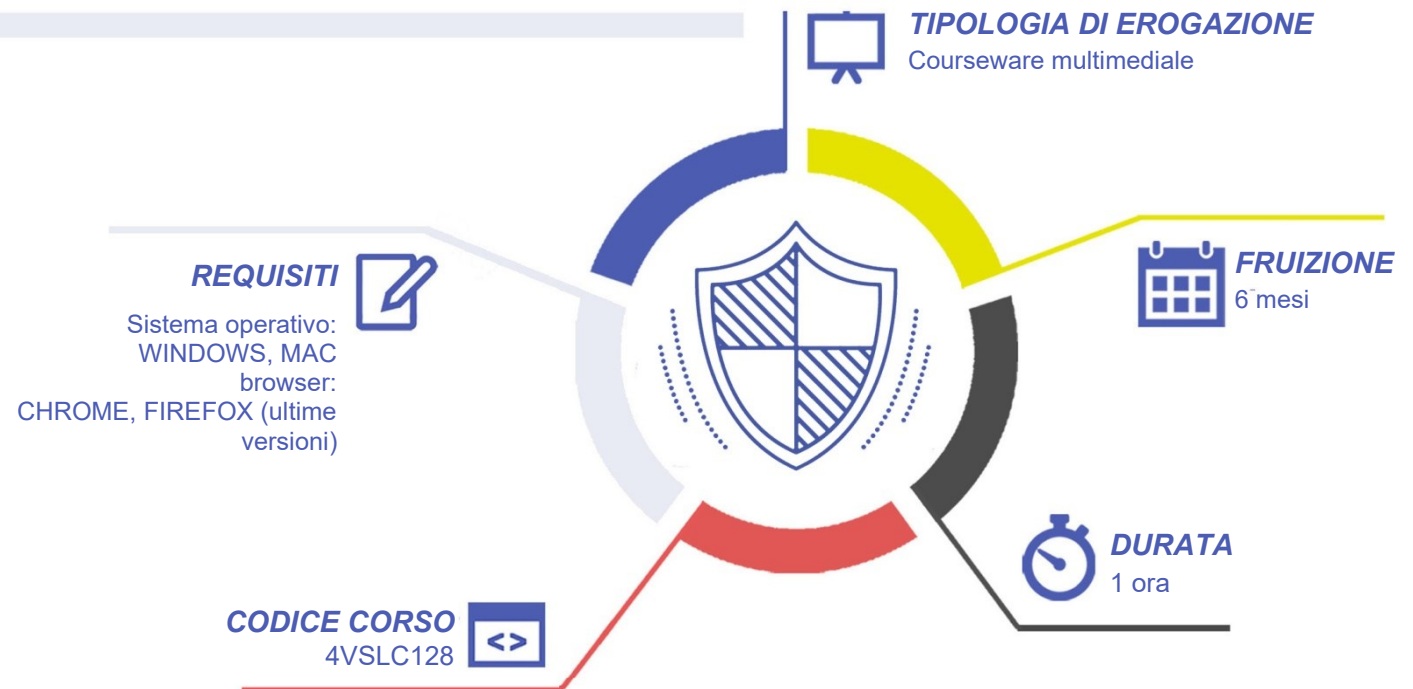 TIPOLOGIA DI EROGAZIONE
Courseware multimediale
REQUISITI
Sistema operativo:
WINDOWS, MAC
browser:
CHROME, FIREFOX (ultime
versioni)
FRUIZIONE
6 mesi
DURATA
1 ora
CODICE CORSO
4VSLC128
<>